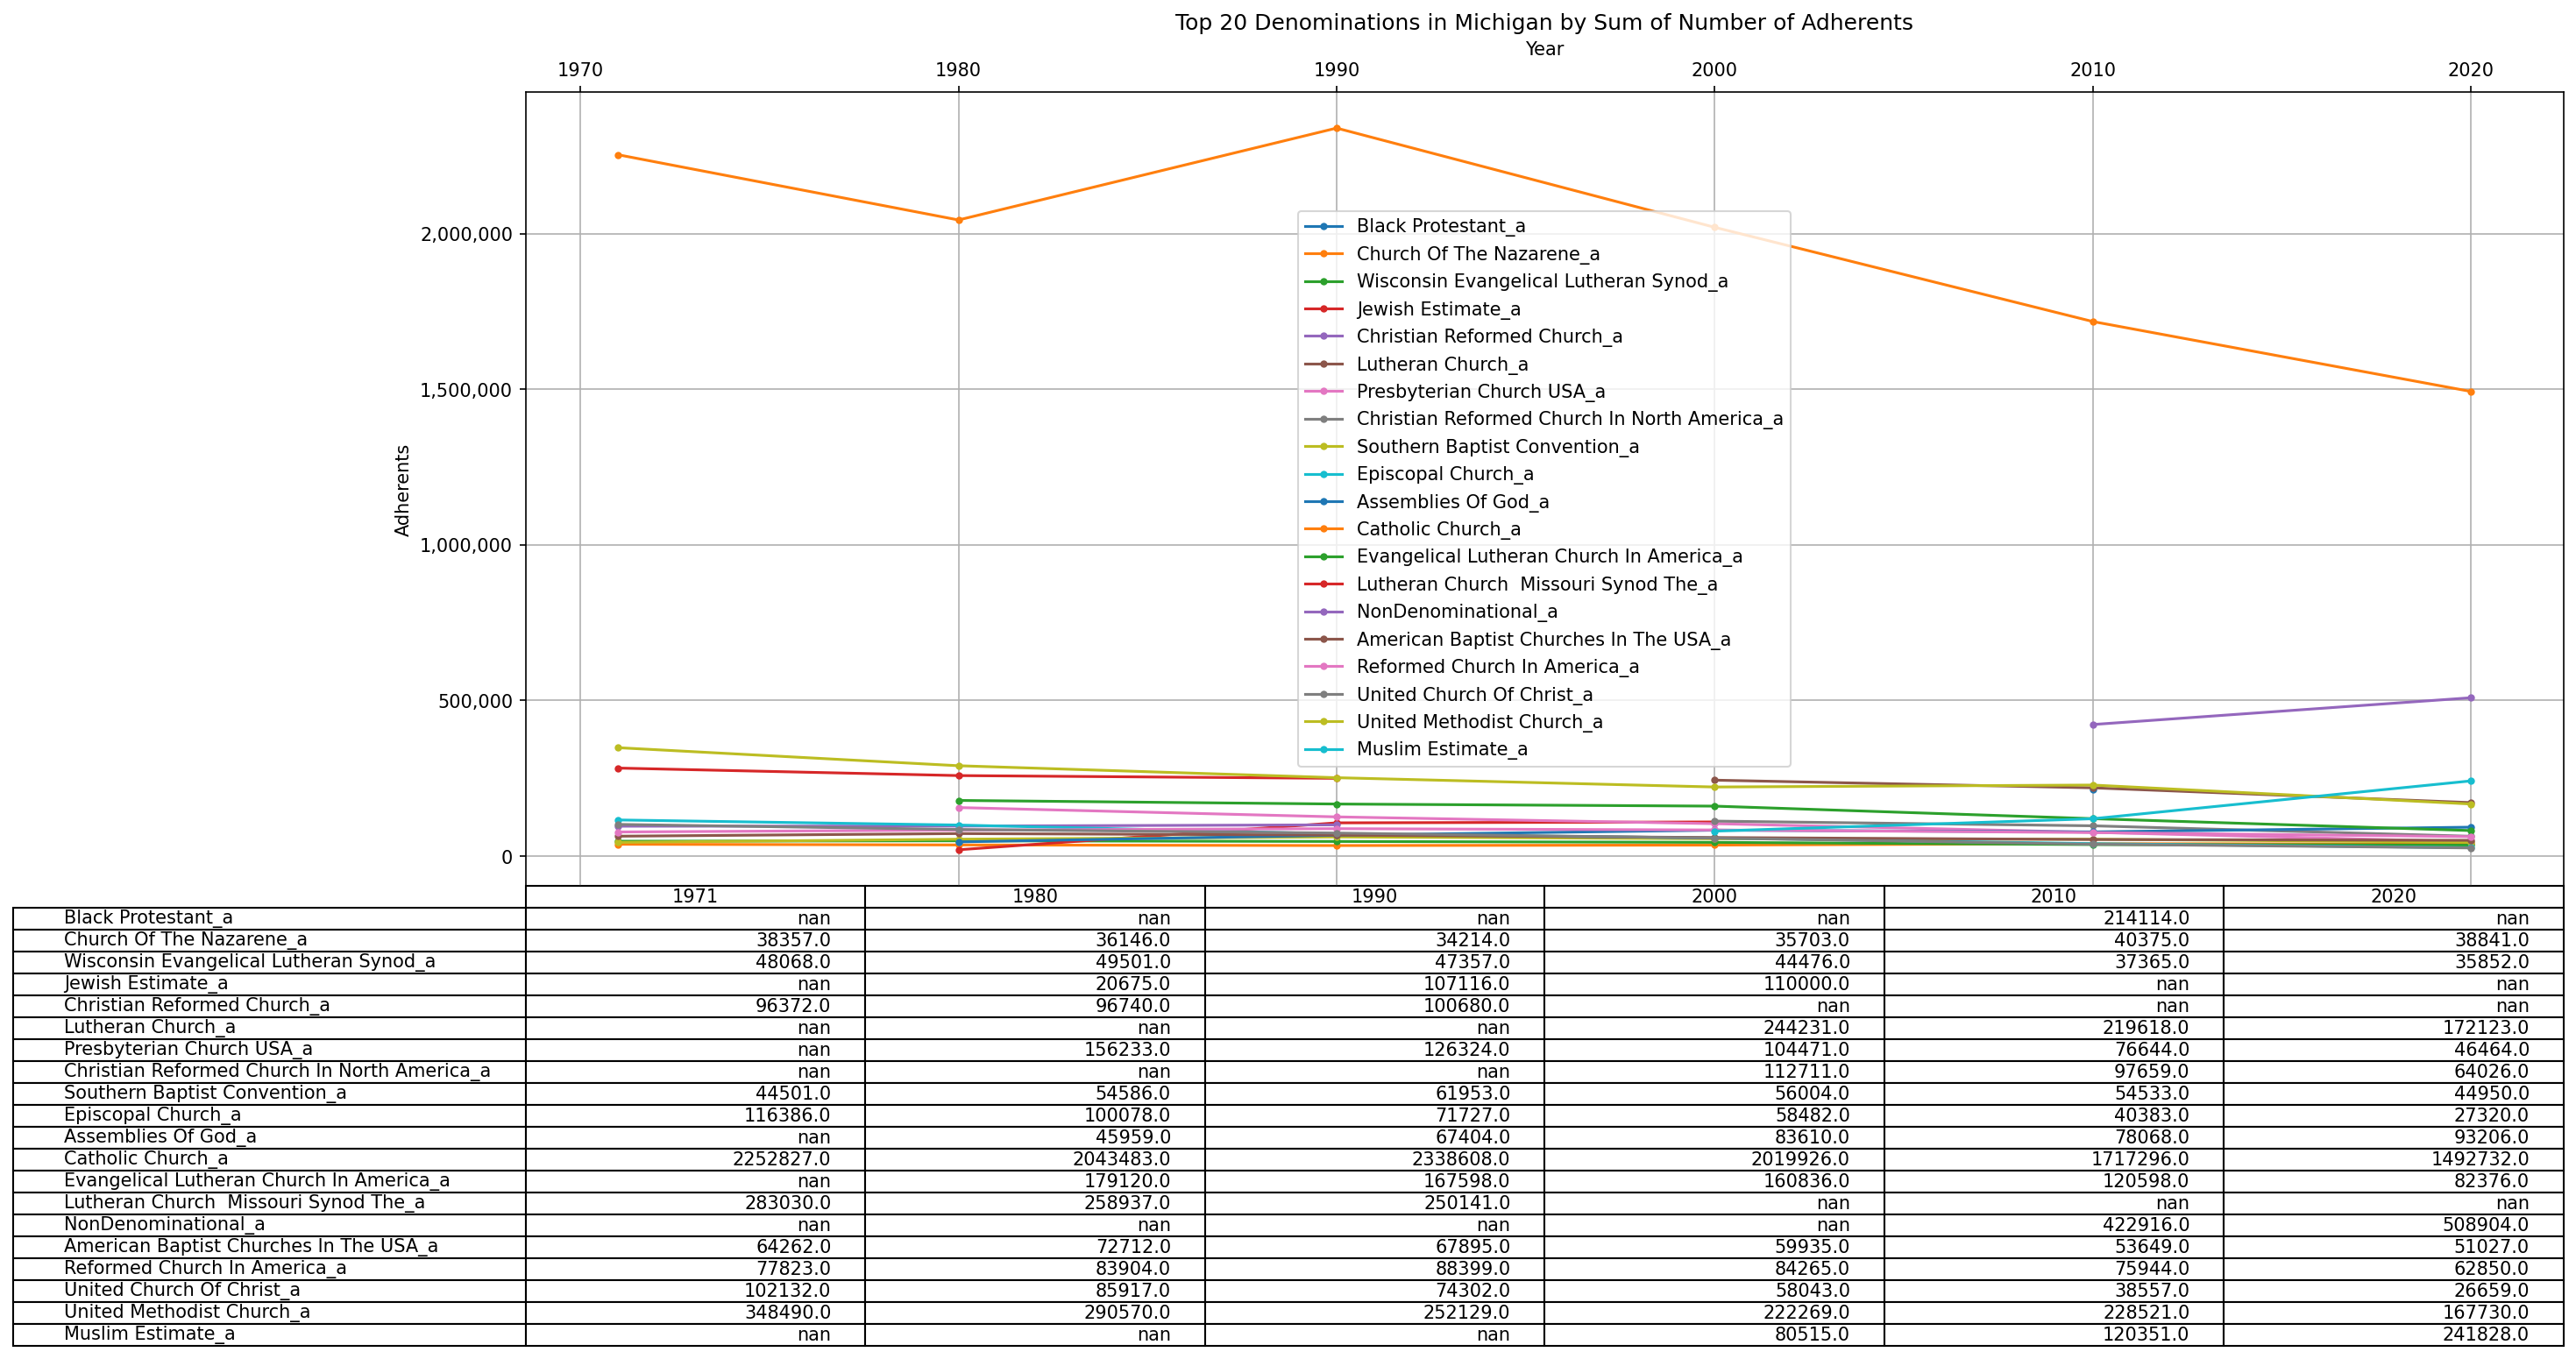 Top 20 Denominations in Michigan by Sum of Number of Adherents
Year
1970 1980 1990 2000 2010 2020
2,000,000
1,500,000
1,000,000
500,000
0
Adherents
Black Protestant_a
Church Of The Nazarene_a
Wisconsin Evangelical Lutheran Synod_a
Jewish Estimate_a
Christian Reformed Church_a
Lutheran Church_a
Presbyterian Church USA_a
Christian Reformed Church In North America_a
Southern Baptist Convention_a
Episcopal Church_a
Assemblies Of God_a
Catholic Church_a
Evangelical Lutheran Church In America_a
Lutheran Church  Missouri Synod The_a
NonDenominational_a
American Baptist Churches In The USA_a
Reformed Church In America_a
United Church Of Christ_a
United Methodist Church_a
Muslim Estimate_a
1971 1980 1990 2000 2010 2020
Black Protestant_a nan nan nan nan 214114.0 nan
Church Of The Nazarene_a 38357.0 36146.0 34214.0 35703.0 40375.0 38841.0
Wisconsin Evangelical Lutheran Synod_a 48068.0 49501.0 47357.0 44476.0 37365.0 35852.0
Jewish Estimate_a nan 20675.0 107116.0 110000.0 nan nan
Christian Reformed Church_a 96372.0 96740.0 100680.0 nan nan nan
Lutheran Church_a nan nan nan 244231.0 219618.0 172123.0
Presbyterian Church USA_a nan 156233.0 126324.0 104471.0 76644.0 46464.0
Christian Reformed Church In North America_a nan nan nan 112711.0 97659.0 64026.0
Southern Baptist Convention_a 44501.0 54586.0 61953.0 56004.0 54533.0 44950.0
Episcopal Church_a 116386.0 100078.0 71727.0 58482.0 40383.0 27320.0
Assemblies Of God_a nan 45959.0 67404.0 83610.0 78068.0 93206.0
Catholic Church_a 2252827.0 2043483.0 2338608.0 2019926.0 1717296.0 1492732.0
Evangelical Lutheran Church In America_a nan 179120.0 167598.0 160836.0 120598.0 82376.0
Lutheran Church  Missouri Synod The_a 283030.0 258937.0 250141.0 nan nan nan
NonDenominational_a nan nan nan nan 422916.0 508904.0
American Baptist Churches In The USA_a 64262.0 72712.0 67895.0 59935.0 53649.0 51027.0
Reformed Church In America_a 77823.0 83904.0 88399.0 84265.0 75944.0 62850.0
United Church Of Christ_a 102132.0 85917.0 74302.0 58043.0 38557.0 26659.0
United Methodist Church_a 348490.0 290570.0 252129.0 222269.0 228521.0 167730.0
Muslim Estimate_a nan nan nan 80515.0 120351.0 241828.0